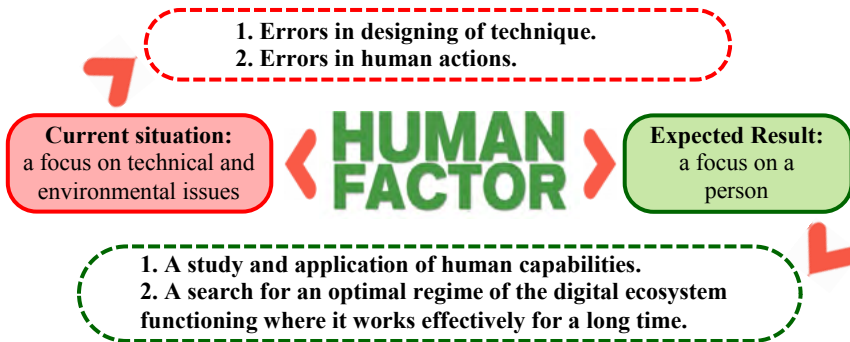 1. Errors in designing of technique.
2. Errors in human actions.
Current situation:
a focus on technical and
environmental issues
HUMAN
FACTOR
Expected Result:
a focus on a
person
1. A study and application of human capabilities.
2. A search for an optimal regime of the digital ecosystem
functioning where it works effectively for a long time.